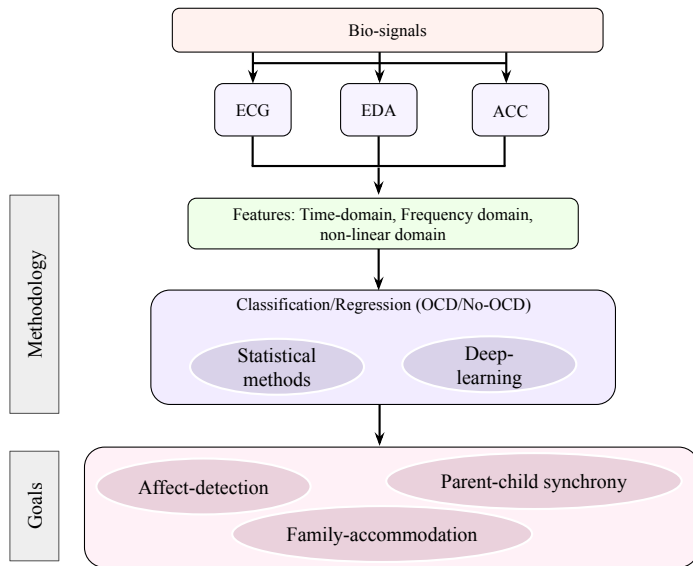 Bio-signals
ECG
EDA
ACC
Methodology
Features: Time-domain, Frequency domain,
non-linear domain
Classification/Regression (OCD/No-OCD)
Statistical
methods
Deep-
learning
Goals
Affect-detection
Parent-child synchrony
Family-accommodation